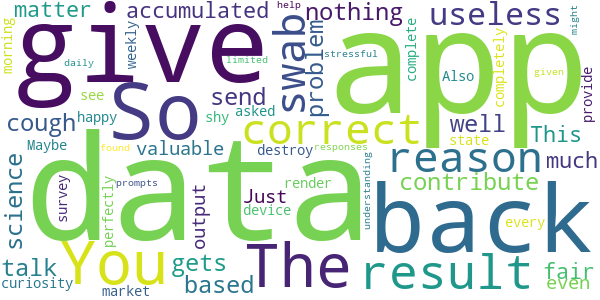 matter accumulated nothing useless help might
morning daily weekly limited stressful
give swab problem app complete Also completely given provide
see happy So send asked
cough shy well state
Maybe valuable destroy correct This
science data found responses reason much
survey perfectly prompts output render contribute
device Just understanding back every
You The
talk gets based result fair
curiosity market even